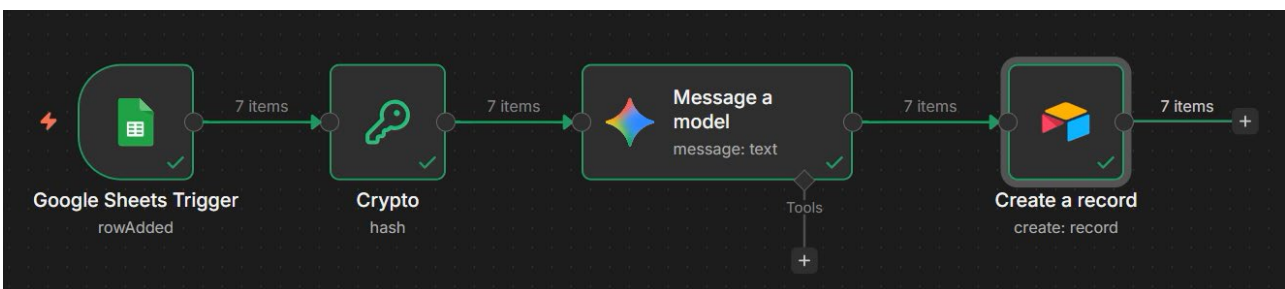 7 items
7 items
Message a
model
message: text
7 items
7 items
Google Sheets Trigger
rowAdded
Crypto
hash
Tools
Create a record
create: record